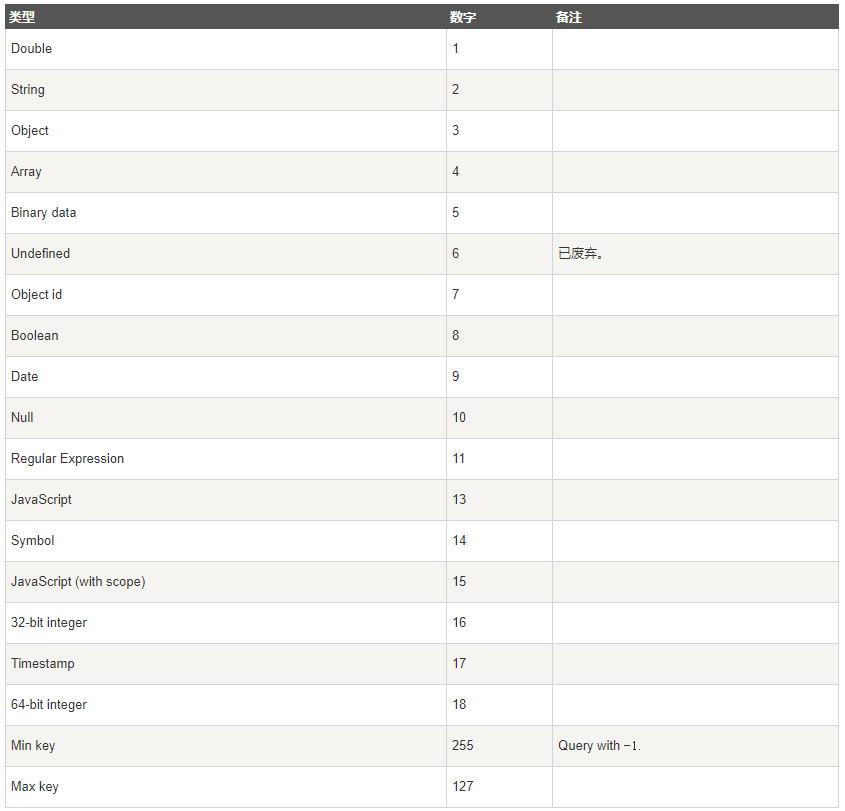 类型 数字 备注
Double 1
String 2
Object 3
Array 4
Binary data 5
Undefined 6 已废弃。
Object id 7
Boolean 8
Date 9
Null 10
Regular Expression 11
JavaScript 13
Symbol 14
JavaScript (with scope) 15
32-bit integer 16
Timestamp 17
64-bit integer 18
Min key 255 Query with -1.
Max key 127